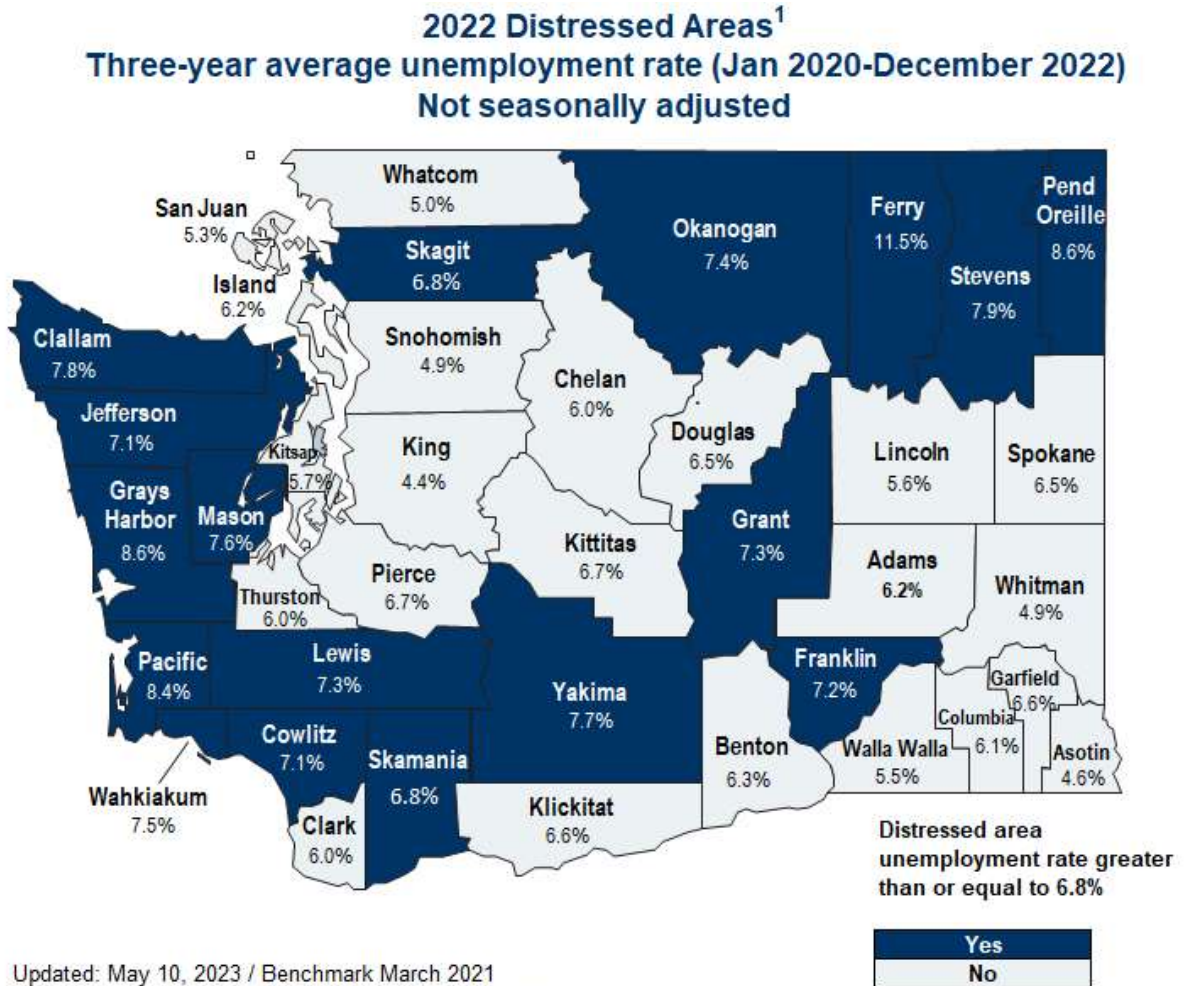 2022 Distressed Areas¹
Three-year average unemployment rate (Jan 2020-December 2022)
Not seasonally adjusted
Whatcom
5.0%
San Juan
5.3%
Skagit
6.8%
Island
6.2%
Okanogan
7.4%
Ferry
11.5%
Stevens
7.9%
Pend
Oreille
8.6%
Clallam
7.8%
Snohomish
4.9%
Chelan
6.0%
Jefferson
7.1%
Kitsap
5.7%
King
4.4%
Douglas
6.5%
Lincoln
5.6%
Spokane
6.5%
Grays
Harbor
8.6%
Mason
7.6%
Grant
7.3%
Kittitas
6.7%
Adams
6.2%
Pierce
6.7%
Whitman
4.9%
Thurston
6.0%
Pacific
8.4%
Lewis
7.3%
Yakima
7.7%
Franklin
7.2%
Garfield
6.6%
Columbia
6.1%
Cowlitz
7.1%
Skamania
6.8%
Benton
6.3%
Walla Walla
5.5%
Asotin
4.6%
Wahkiakum
7.5%
Clark
6.0%
Klickitat
6.6%
Distressed area
unemployment rate greater
than or equal to 6.8%
Yes
No
Updated: May 10, 2023 / Benchmark March 2021